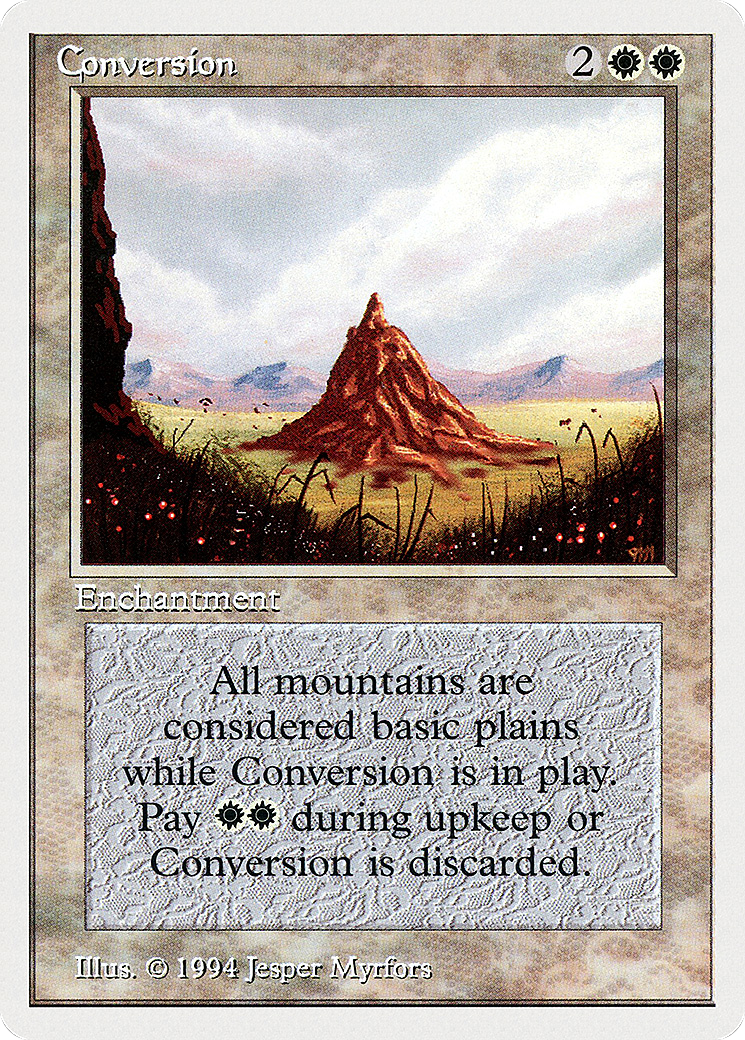 Conversion 2
Enchantment
All mountains are
considered basic plains
while Conversion is in play.
Pay during upkeep or
Conversion is discarded.
Illus. © 1994 Jesper Myrfors